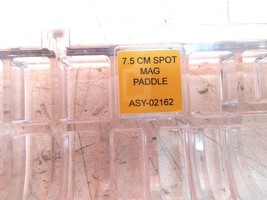 7.5 CM SPOT
MAG
PADDLE
ASY-02162